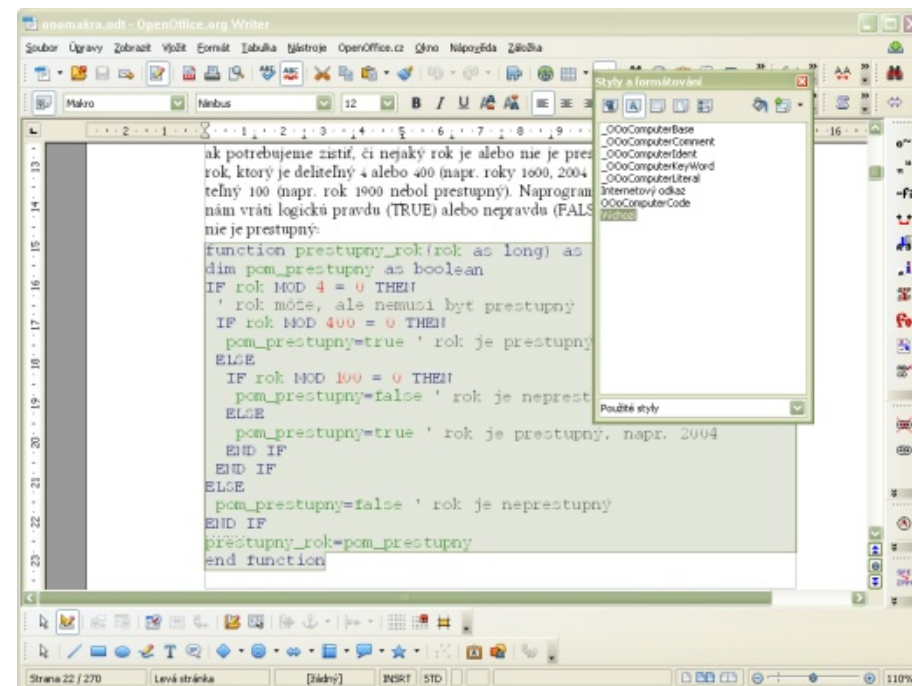 ooomakra.odt - OpenOffice.org Writer
Soubor Úpravy Zobrazit Vložit Formát Tabulka Nástroje OpenOffice.cz Okno Nápověda Záložka
Makro Nimbus 12 B I U
Styly a formátování
_OOoComputerBase
_OOoComputerComment
_OOoComputerIdent
_OOoComputerKeyWord
_OOoComputerLiteral
Internetový odkaz
OOoComputerCode
Výchozí
Použité styly
ak potrebujeme zistiť, či nejaký rok je alebo nie je
rok, ktorý je deliteľný 4 alebo 400 (napr. roky 1600, 2004
teľný 100 (napr. rok 1900 nebol prestupný).
nám vráti logickú pravdu (TRUE) alebo nepravdu
nie je prestupný:
function prestupny_rok(rok as long) as
dim pom_prestupny as boolean
IF rok MOD 4 = 0 THEN
' rok môže, ale nemusí byť prestupný
IF rok MOD 400 = 0 THEN
pom_prestupny=true ' rok je prestupný
ELSE
IF rok MOD 100 = 0 THEN
pom_prestupny=false ' rok je neprest
ELSE
pom_prestupny=true ' rok je prestupný, napr. 2004
END IF
END IF
ELSE
pom_prestupny=false ' rok je neprestupný
END IF
prestupny_rok=pom_prestupny
end function
Strana 22 / 270 Levá stránka [žádný] INSRT STD 110%